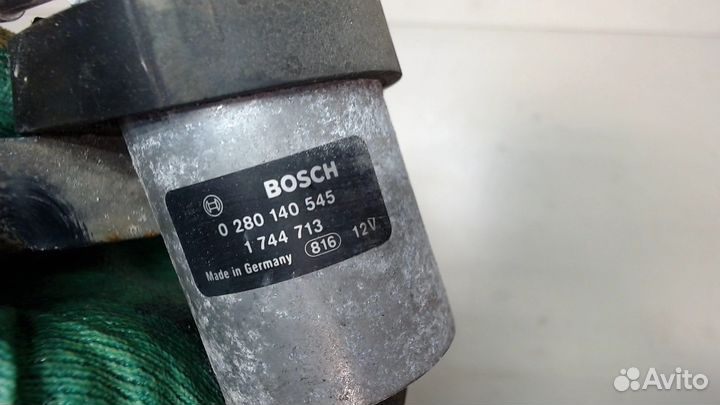 BOSCH
0 280 140 545
1 744 713
Made in Germany 816 12V
Avito